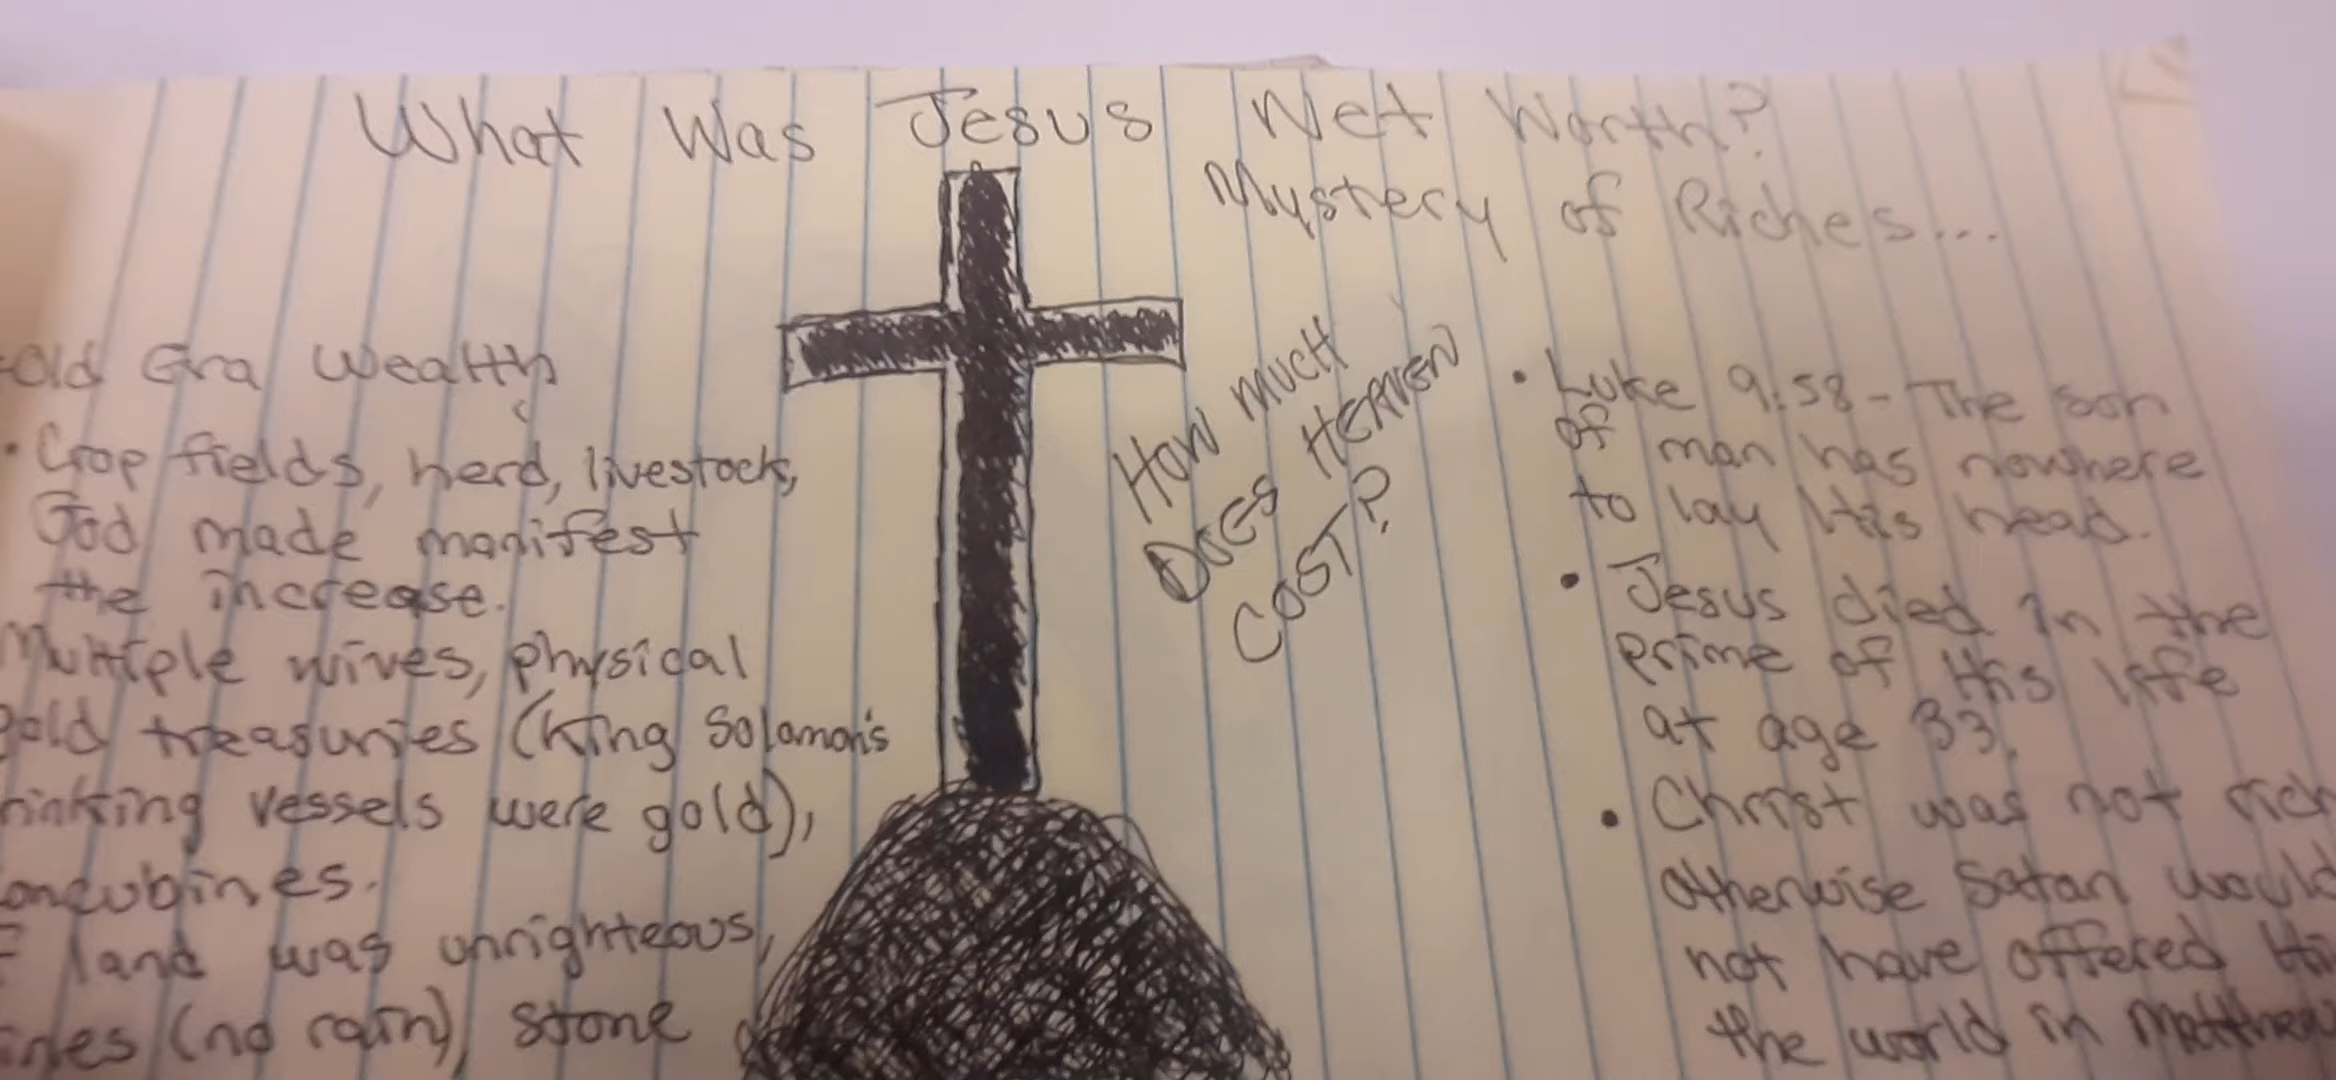 What Was Jesus Net Worth?
Mystery of Riches...
Old Era Wealth
• Crop fields, herd, livestock,
God made manifest
the increase.
Multiple wives, physical
gold treasuries (King Solomon's
rinking vessels were gold),
oncubines.
land was unrighteous,
ines (no rain), stone
HOW MUCH
DOES HEAVEN
COST?
• Luke 9:58 - The son
of man has nowhere
to lay His head.
• Jesus died in the
prime of His life
at age 33.
• Christ was not rich
otherwise Satan would
not have offered Hi
the world in Matthew